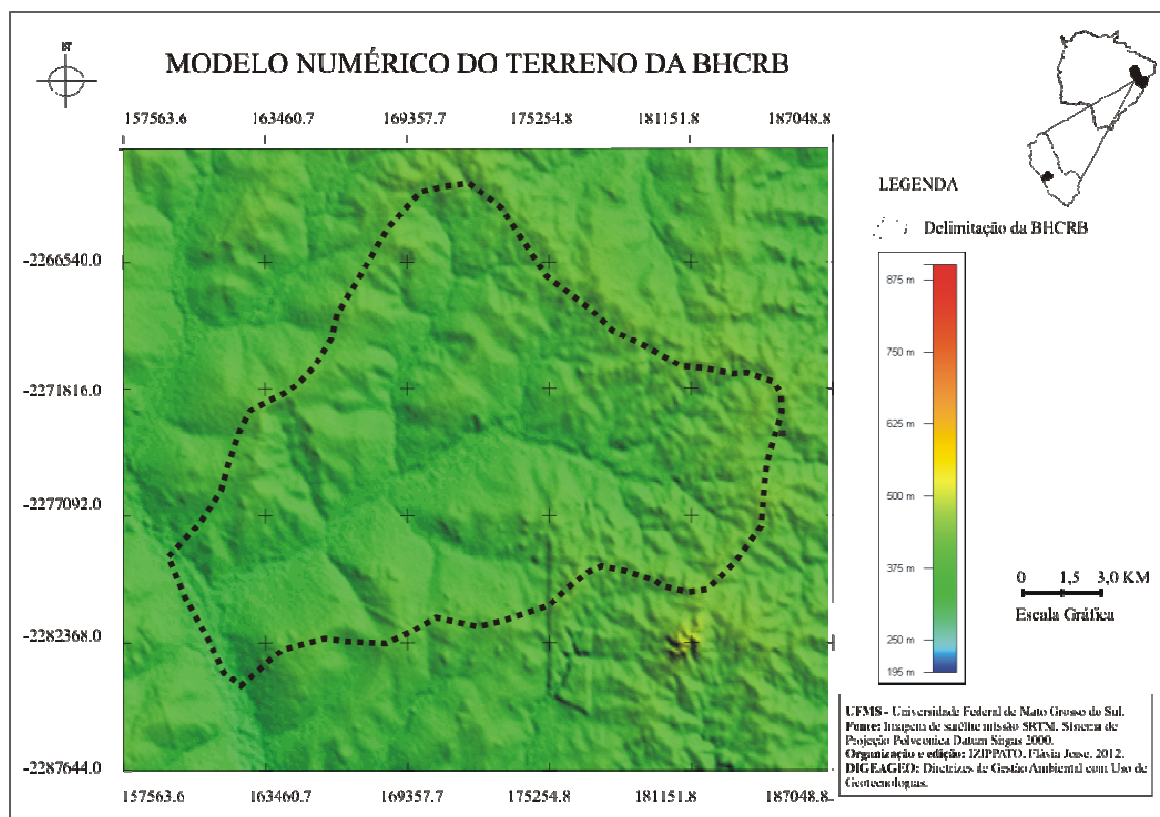 MODELO NUMÉRICO DO TERRENO DA BHCRB
157563.6 163460.7 169357.7 175254.8 181151.8 187048.8
-2266540.0
-2271816.0
-2277092.0
-2282368.0
-2287644.0
157563.6 163460.7 169357.7 175254.8 181151.8 187048.8
LEGENDA
Delimitação da BHCRB
875 m
750 m
625 m
500 m
375 m
250 m
195 m
0 1,5 3,0 KM
Escala Gráfica
UFMS - Universidade Federal de Mato Grosso do Sul.
Fonte: Imagem de satélite missão SRTM. Sistema de
Projeção Policonica Datum Sirgas 2000.
Organização e edição: IZIPPATO, Flávia Jorse, 2012.
DIGEAGEO: Diretrizes de Gestão Ambiental com Uso de
Geotecnologias.